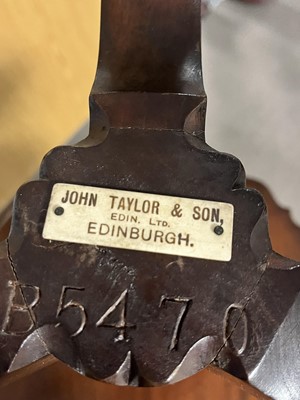 JOHN TAYLOR & SON,
EDIN. LTD.
EDINBURGH.
B5470